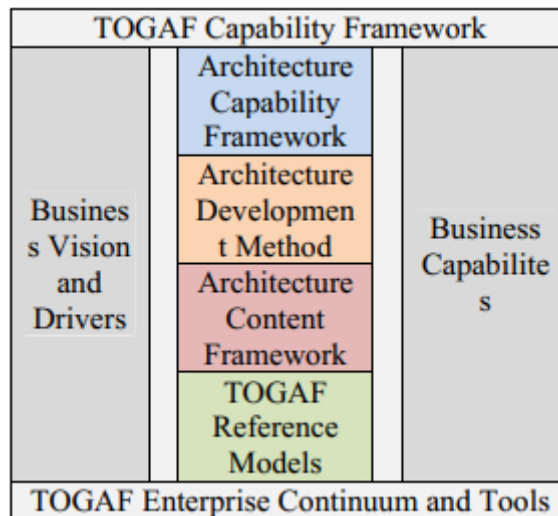 TOGAF Capability Framework
Architecture
Capability
Framework
Architecture
Developmen
t Method
Architecture
Content
Framework
TOGAF
Reference
Models
Busines
s Vision
and
Drivers
Business
Capabilite
s
TOGAF Enterprise Continuum and Tools